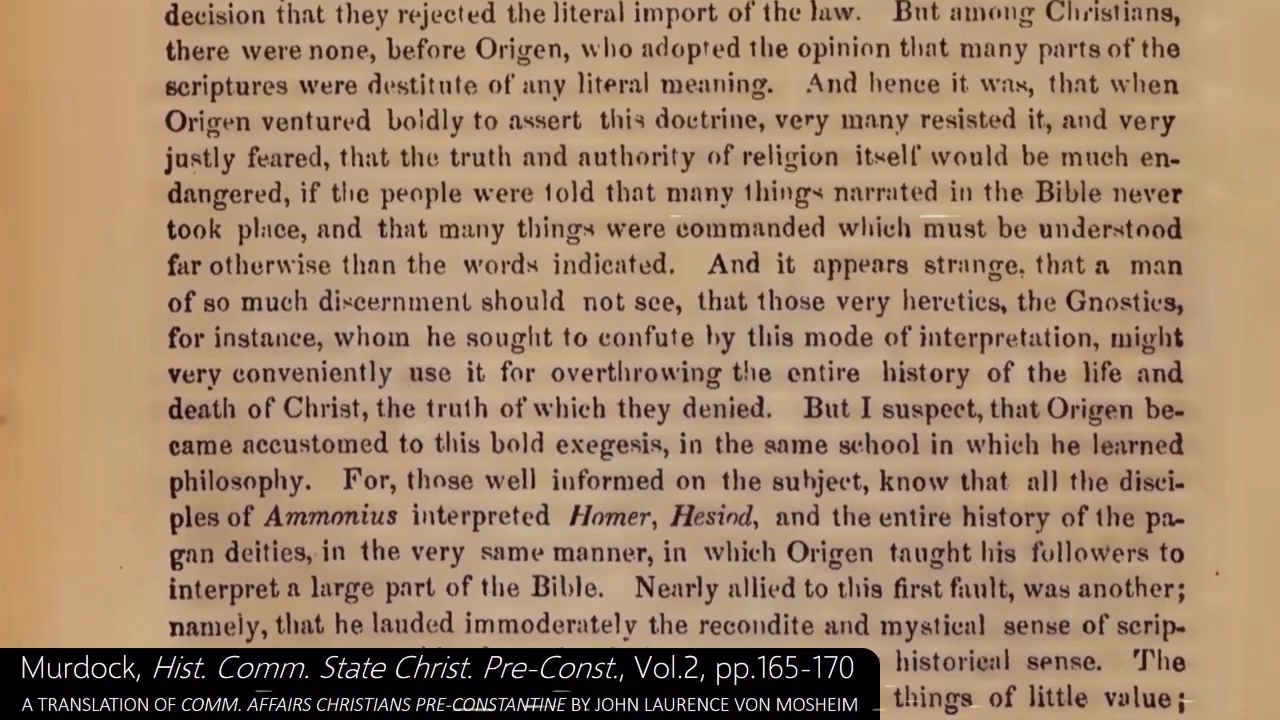 decision that they rejected the literal import of the law. But among Christians,
there were none, before Origen, who adopted the opinion that many parts of the
scriptures were destitute of any literal meaning. And hence it was, that when
Origen ventured boldly to assert this doctrine, very many resisted it, and very
justly feared, that the truth and authority of religion itself would be much en-
dangered, if the people were told that many things narrated in the Bible never
took place, and that many things were commanded which must be understood
far otherwise than the words indicated. And it appears strange, that a man
of so much discernment should not see, that those very heretics, the Gnostics,
for instance, whom he sought to confute by this mode of interpretation, might
very conveniently use it for overthrowing the entire history of the life and
death of Christ, the truth of which they denied. But I suspect, that Origen be-
came accustomed to this bold exegesis, in the same school in which he learned
philosophy. For, those well informed on the subject, know that all the disci-
ples of Ammonius interpreted Homer, Hesiod, and the entire history of the pa-
gan deities, in the very same manner, in which Origen taught his followers to
interpret a large part of the Bible. Nearly allied to this first fault, was another;
namely, that he lauded immoderately the recondite and mystical sense of scrip-
historical sense. The
things of little value;
Murdock, Hist. Comm. State Christ. Pre-Const., Vol.2, pp.165-170
A TRANSLATION OF COMM. AFFAIRS CHRISTIANS PRE-CONSTANTINE BY JOHN LAURENCE VON MOSHEIM